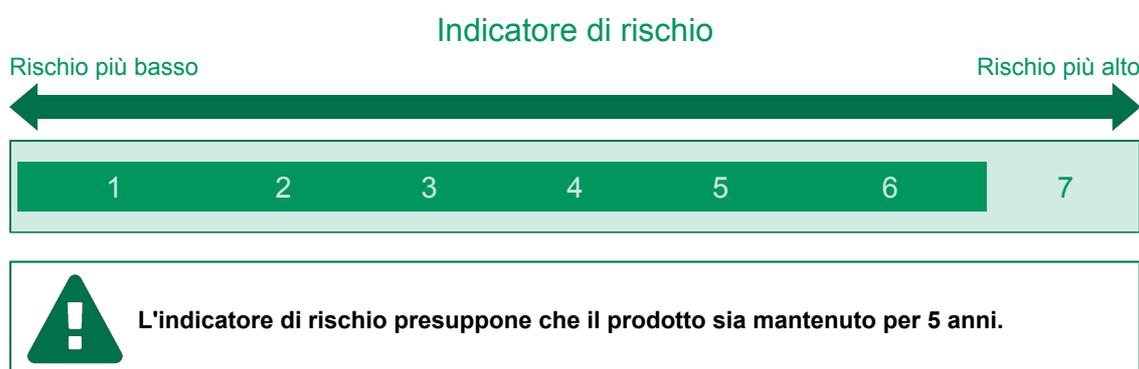 Indicatore di rischio
Rischio più basso Rischio più alto
1 2 3 4 5 6 7
L'indicatore di rischio presuppone che il prodotto sia mantenuto per 5 anni.